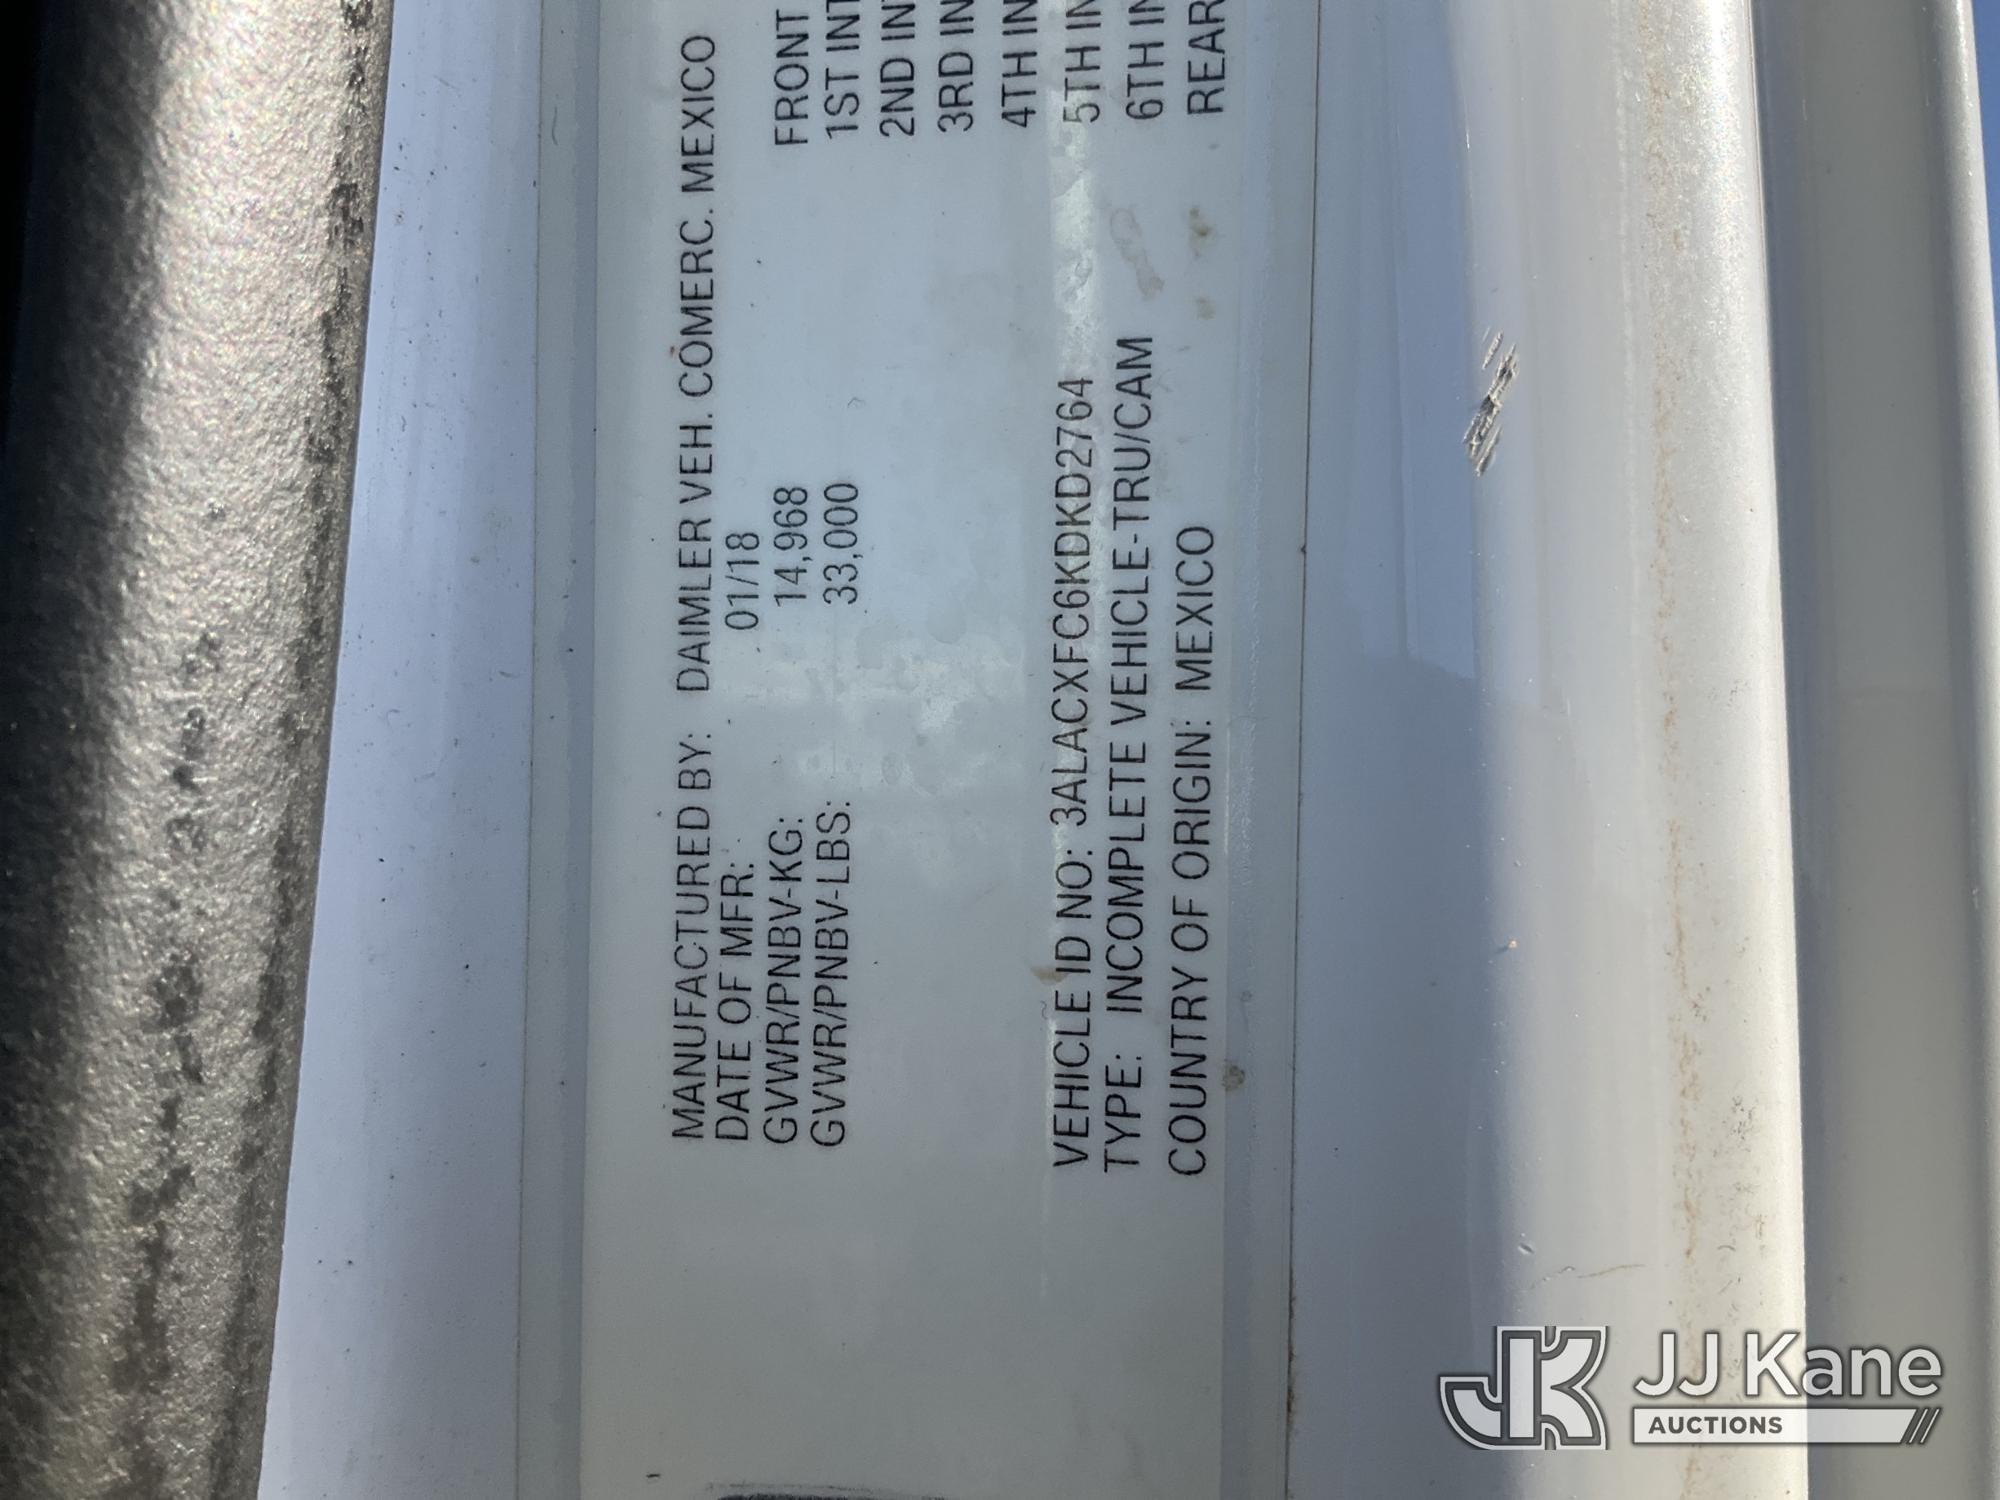 MANUFACTURED BY: DAIMLER VEH. COMERC. MEXICO
DATE OF MFR: 01/18
GVWR/PNBV-KG: 14,968 FRONT
GVWR/PNBV-LBS: 33,000 1ST INT
2ND IN
3RD IN
4TH IN
VEHICLE ID NO: 3ALACXFC6KDKD2764 5TH IN
TYPE: INCOMPLETE VEHICLE-TRU/CAM 6TH IN
COUNTRY OF ORIGIN: MEXICO REAR
JK JJ Kane
AUCTIONS